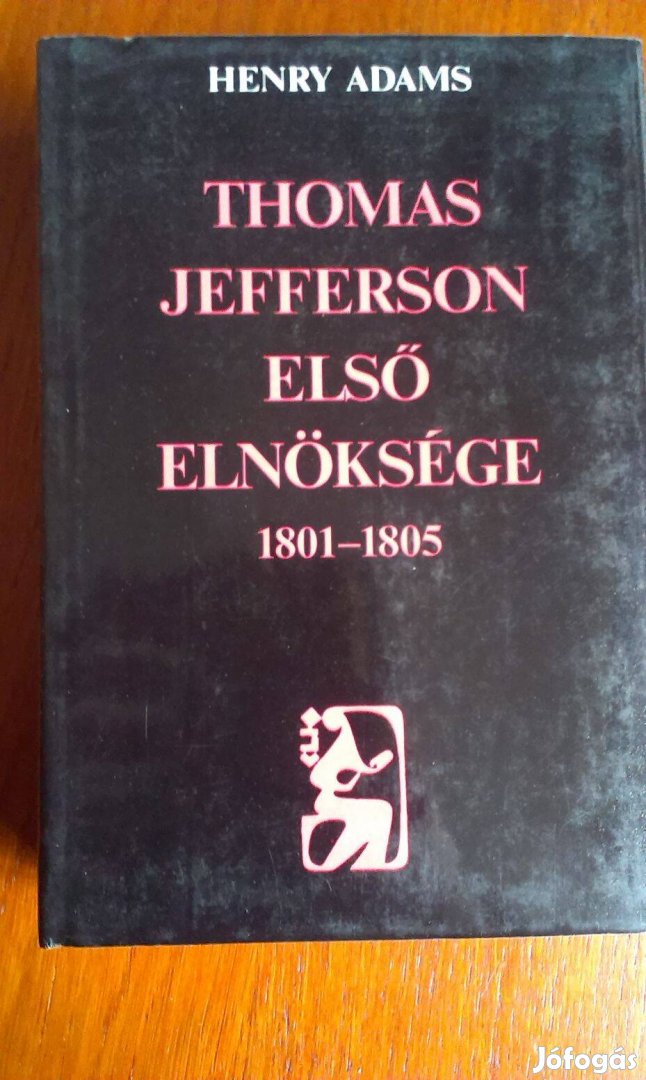 HENRY ADAMS
THOMAS
JEFFERSON
ELSŐ
ELNÖKSÉGE
1801–1805
Jófogás